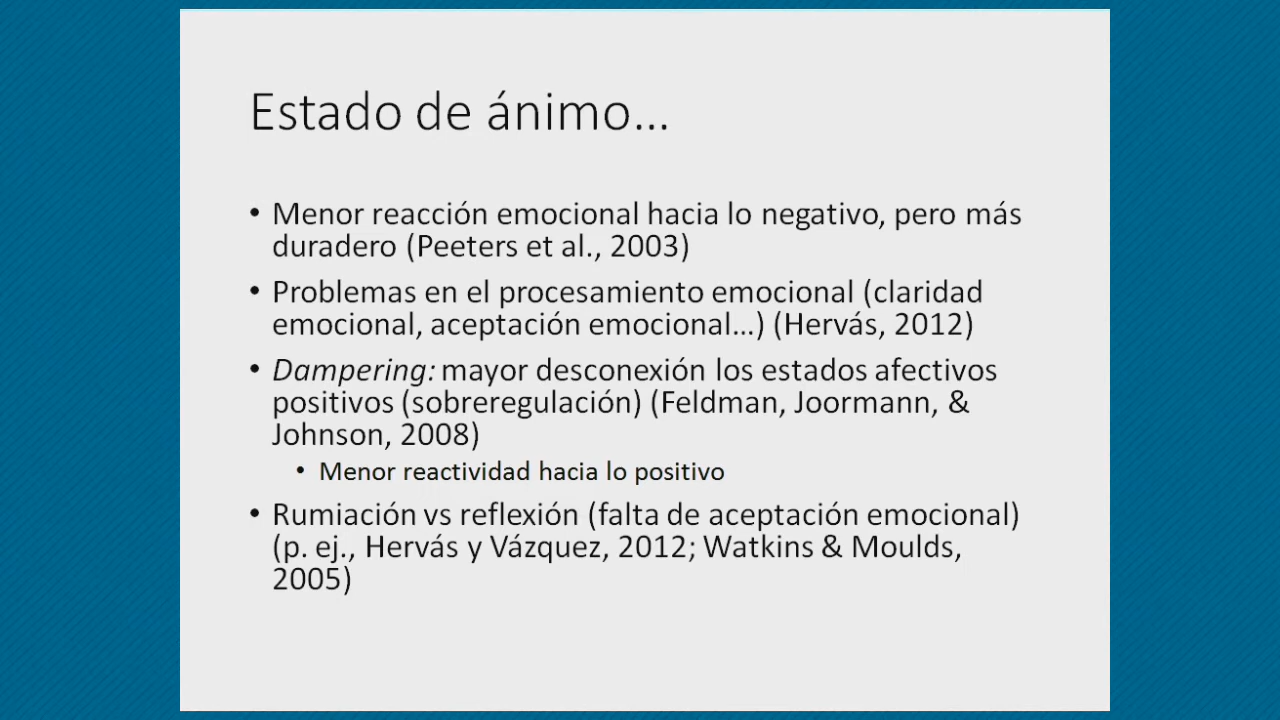 Estado de ánimo...
• Menor reacción emocional hacia lo negativo, pero más
duradero (Peeters et al., 2003)
• Problemas en el procesamiento emocional (claridad
emocional, aceptación emocional...) (Hervás, 2012)
• Dampering: mayor desconexión los estados afectivos
positivos (sobreregulación) (Feldman, Joormann, &
Johnson, 2008)
• Menor reactividad hacia lo positivo
• Rumiación vs reflexión (falta de aceptación emocional)
(p. ej., Hervás y Vázquez, 2012; Watkins & Moulds,
2005)